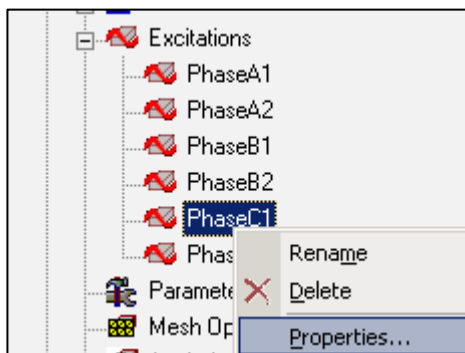 Excitations
PhaseA1
PhaseA2
PhaseB1
PhaseB2
PhaseC1
Phas
Rename
Paramete
Delete
Mesh Op
Properties...